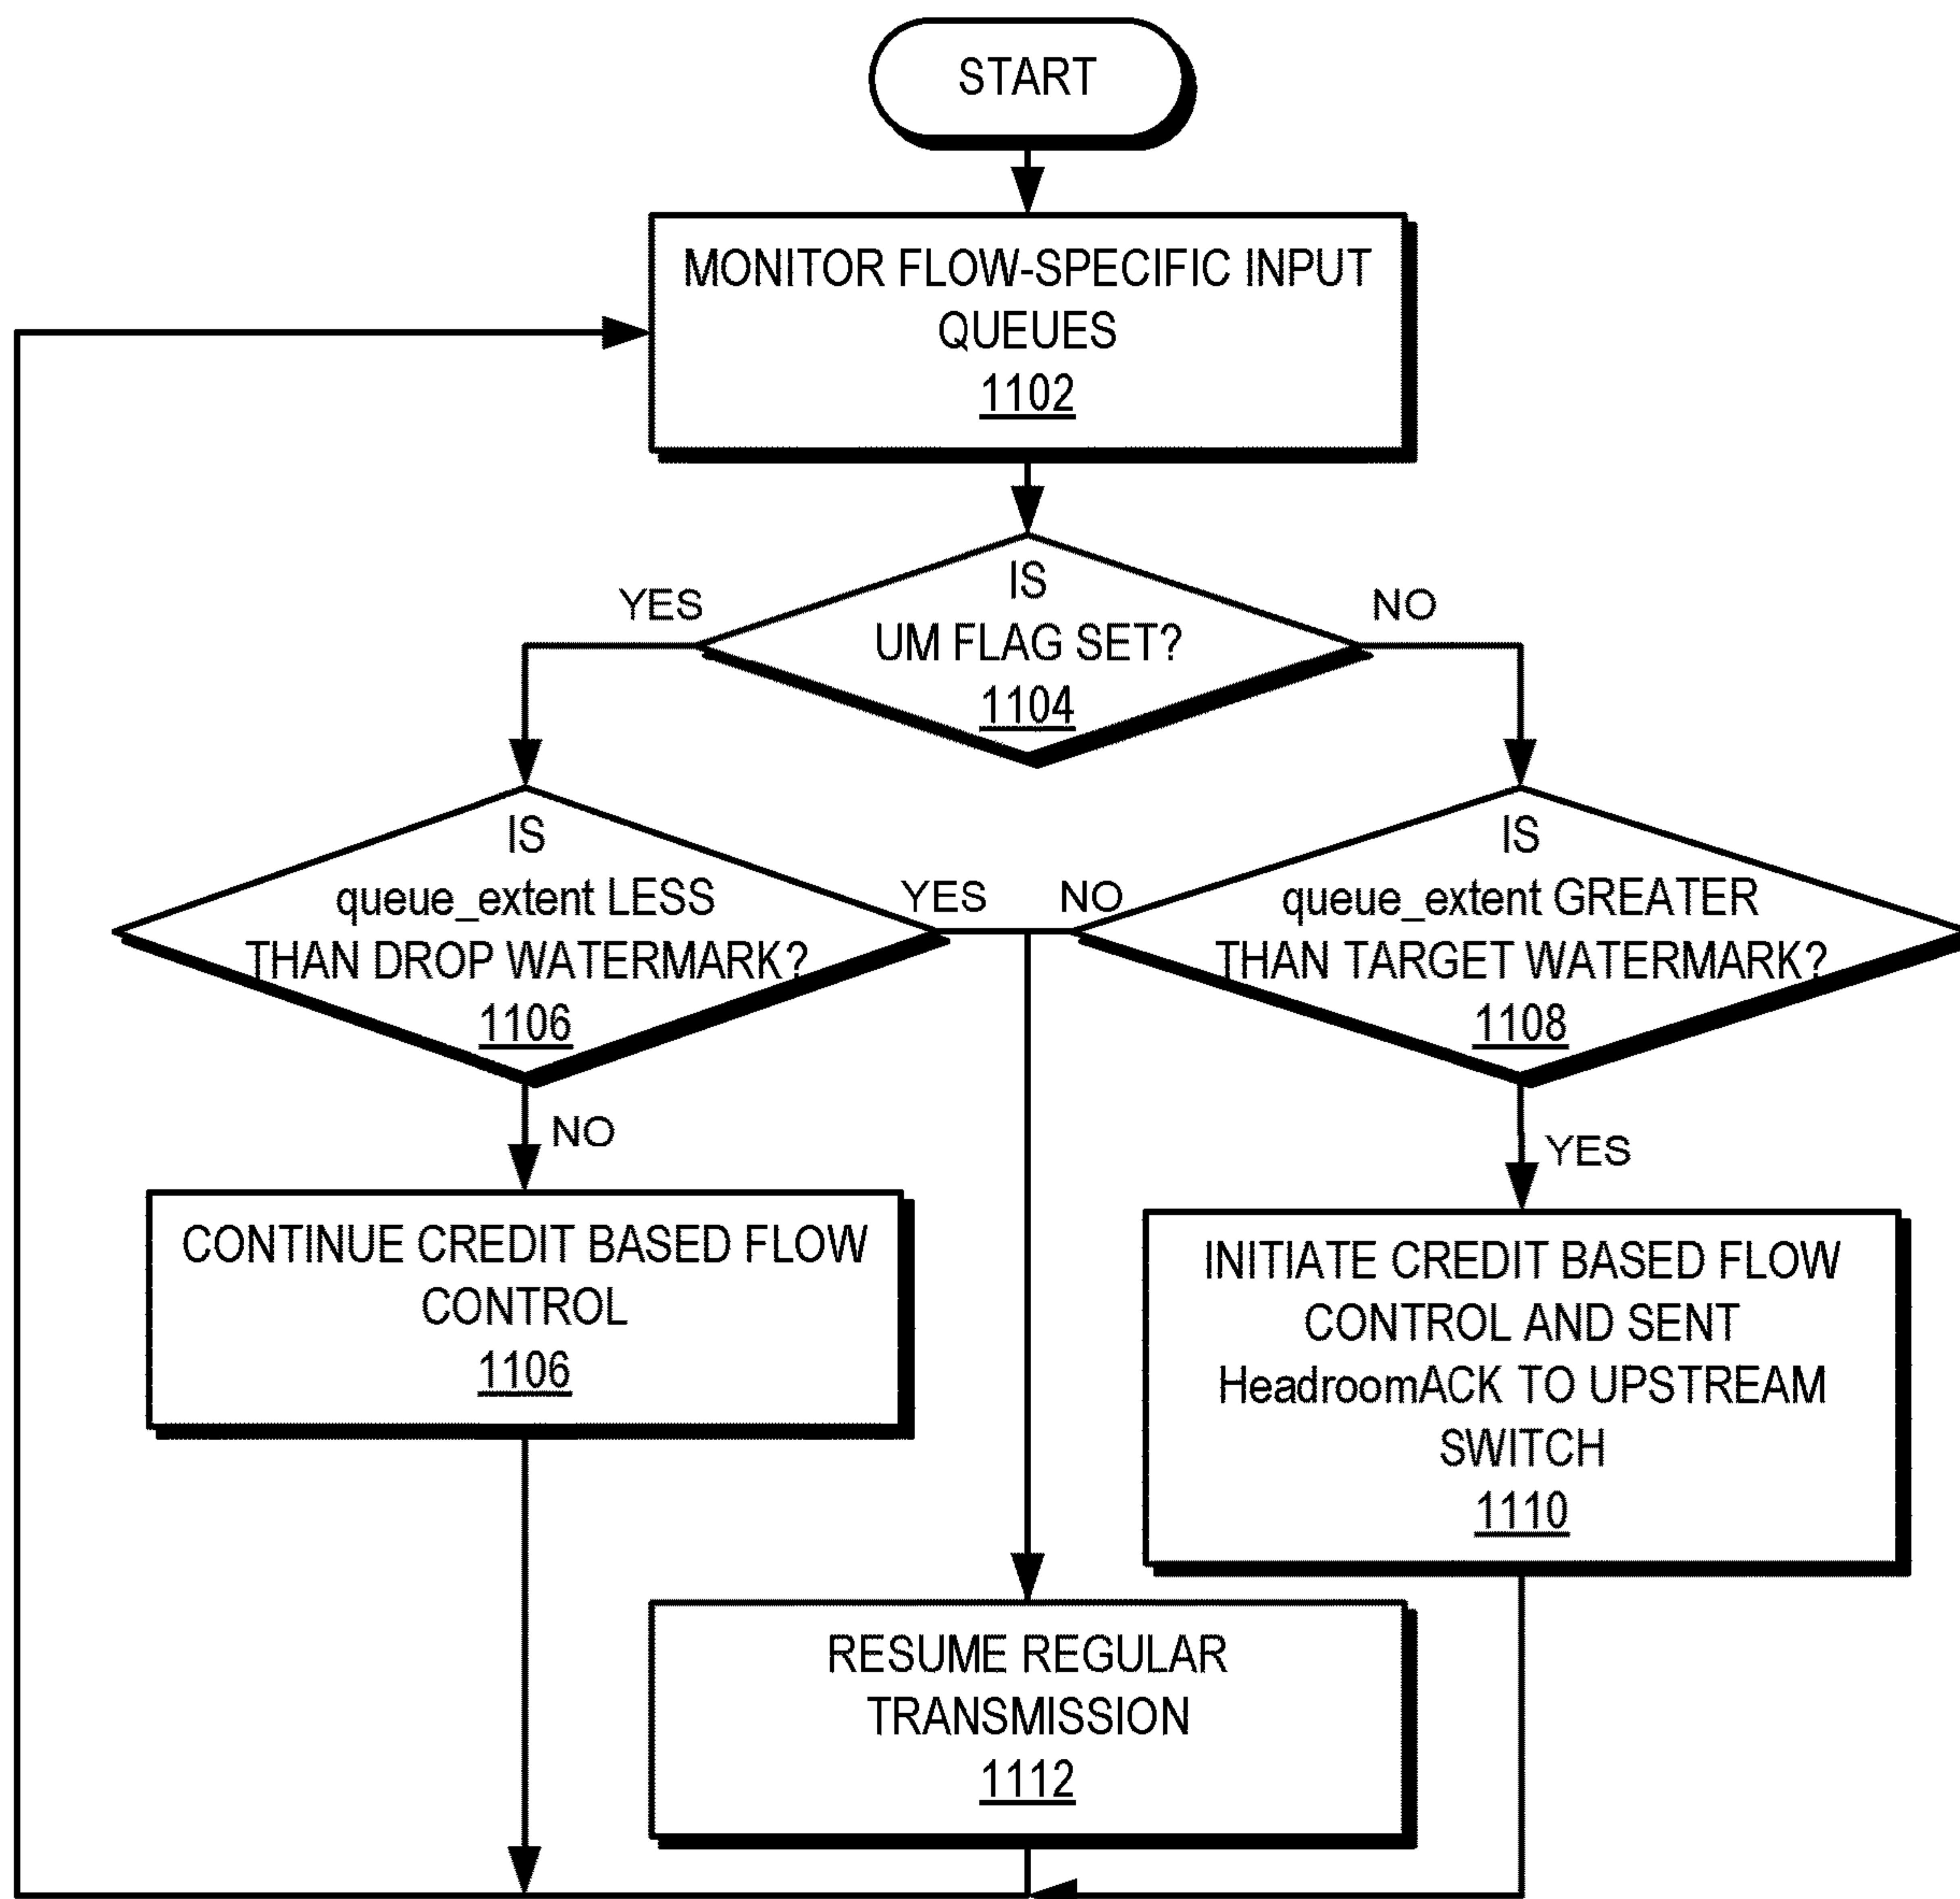 START
MONITOR FLOW-SPECIFIC INPUT
QUEUES
1102
IS
UM FLAG SET?
1104
YES
NO
IS
queue_extent LESS
THAN DROP WATERMARK?
1106
YES
NO
IS
queue_extent GREATER
THAN TARGET WATERMARK?
1108
NO
YES
CONTINUE CREDIT BASED FLOW
CONTROL
1106
INITIATE CREDIT BASED FLOW
CONTROL AND SENT
HeadroomACK TO UPSTREAM
SWITCH
1110
RESUME REGULAR
TRANSMISSION
1112